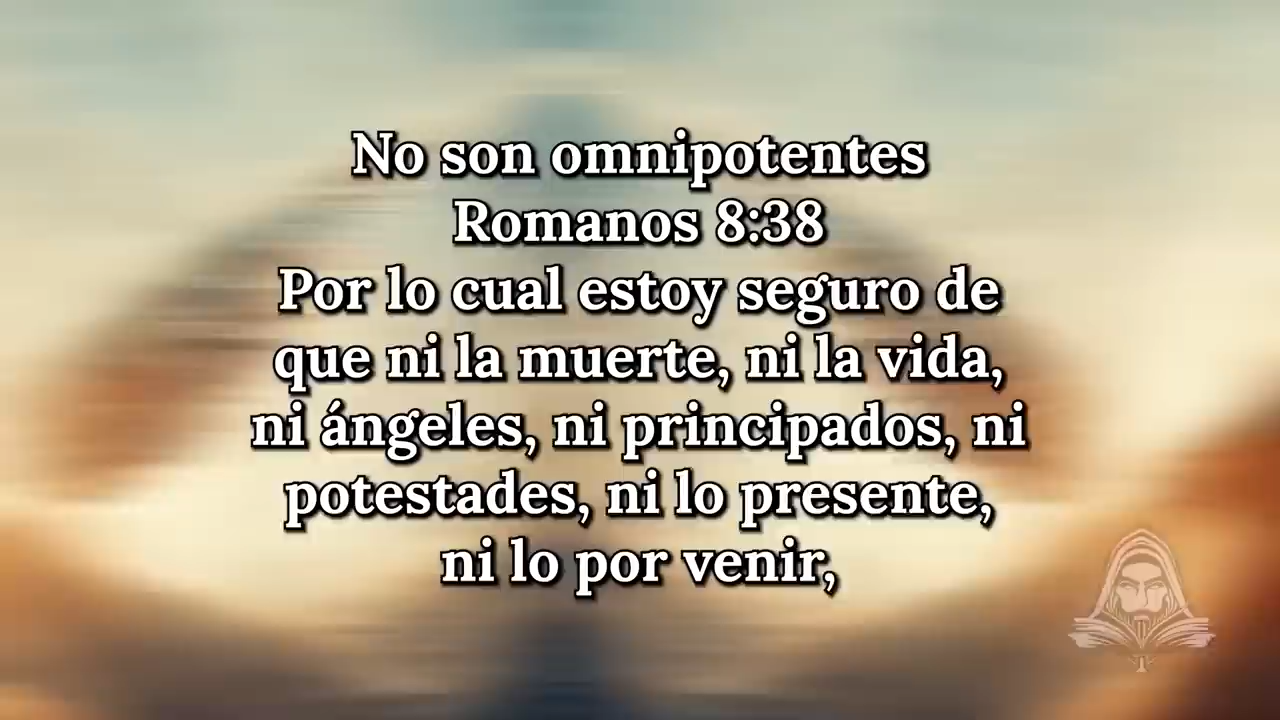 No son omnipotentes
Romanos 8:38
Por lo cual estoy seguro de
que ni la muerte, ni la vida,
ni ángeles, ni principados, ni
potestades, ni lo presente,
ni lo por venir,